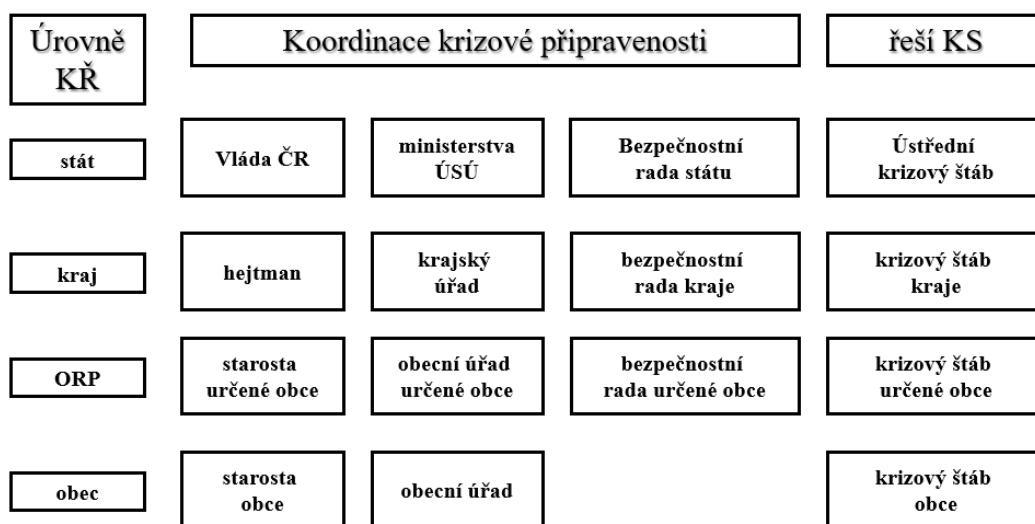 Úrovně
KŘ
Koordinace krizové připravenosti
řeší KS
stát
Vláda ČR
ministerstva
ÚSÚ
Bezpečnostní
rada státu
Ústřední
krizový štáb
kraj
hejtman
krajský
úřad
bezpečnostní
rada kraje
krizový štáb
kraje
ORP
starosta
určené obce
obecní úřad
určené obce
bezpečnostní
rada určené obce
krizový štáb
určené obce
obec
starosta
obce
obecní úřad
krizový štáb
obce